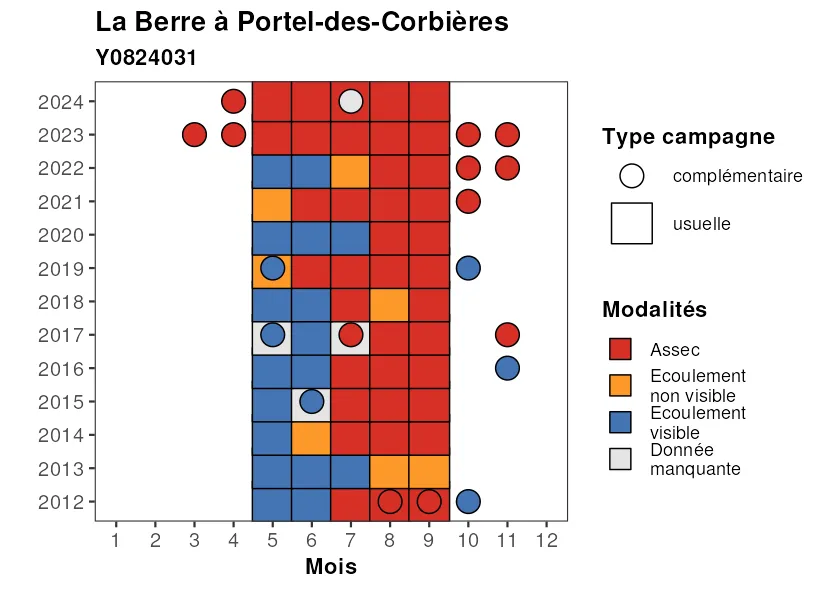 La Berre à Portel-des-Corbières
Y0824031
2024
2023
2022
2021
2020
2019
2018
2017
2016
2015
2014
2013
2012
1 2 3 4 5 6 7 8 9 10 11 12
Mois
Type campagne
complémentaire
usuelle
Modalités
Assec
Ecoulement
non visible
Ecoulement
visible
Donnée
manquante